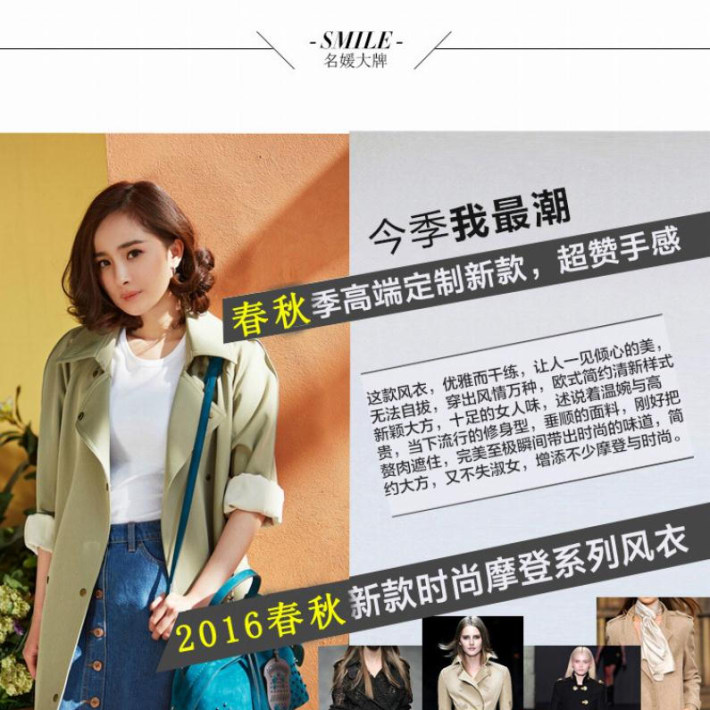 - SMILE -
名媛大牌
今季我最潮
春秋季高端定制新款，超赞手感
这款风衣，优雅而干练，让人一见倾心的美，
无法自拔，穿出风情万种，欧式简约清新样式
新颖大方，十足的女人味，述说着温婉与高
贵，当下流行的修身型，垂顺的面料，刚好把
赘肉遮住，完美至极瞬间带出时尚的味道，简
约大方，又不失淑女，增添不少摩登与时尚。
2016春秋新款时尚摩登系列风衣